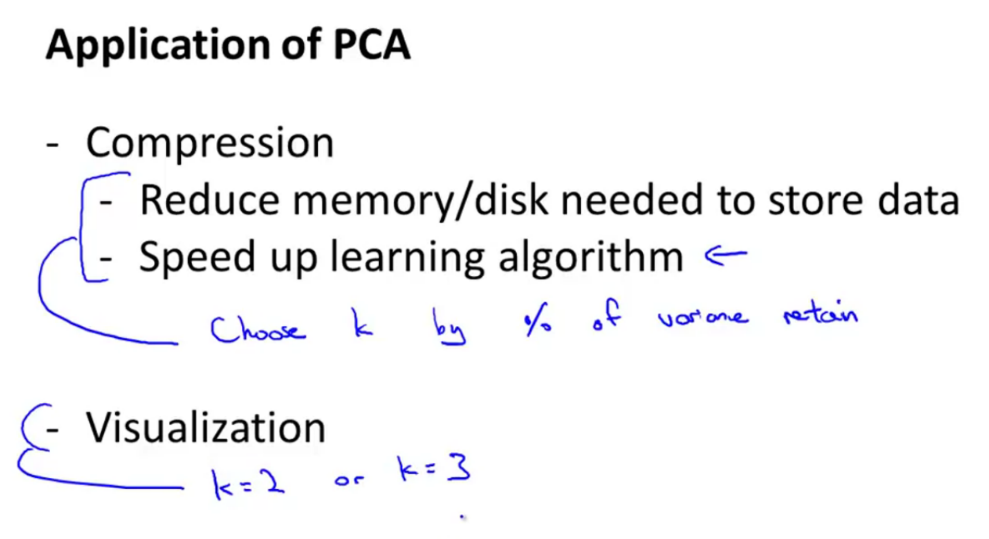 Application of PCA
- Compression
- Reduce memory/disk needed to store data
- Speed up learning algorithm ←
Choose k by % of variance retain
- Visualization
k=2 or k=3